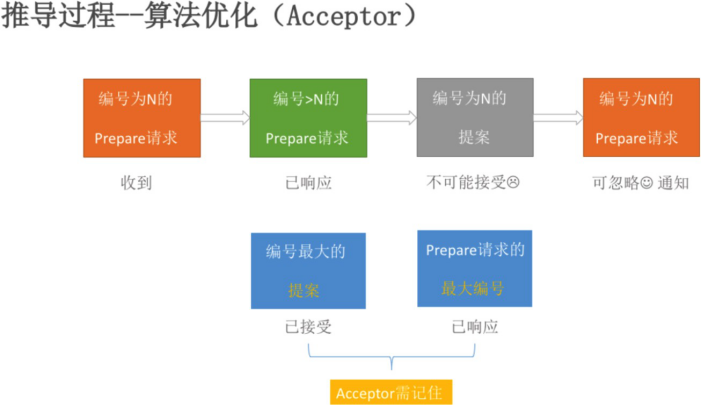 推导过程--算法优化（Acceptor）
编号为N的
Prepare请求
编号>N的
Prepare请求
编号为N的
提案
编号为N的
Prepare请求
收到
已响应
不可能接受☹
可忽略☺ 通知
编号最大的
提案
Prepare请求的
最大编号
已接受
已响应
Acceptor需记住